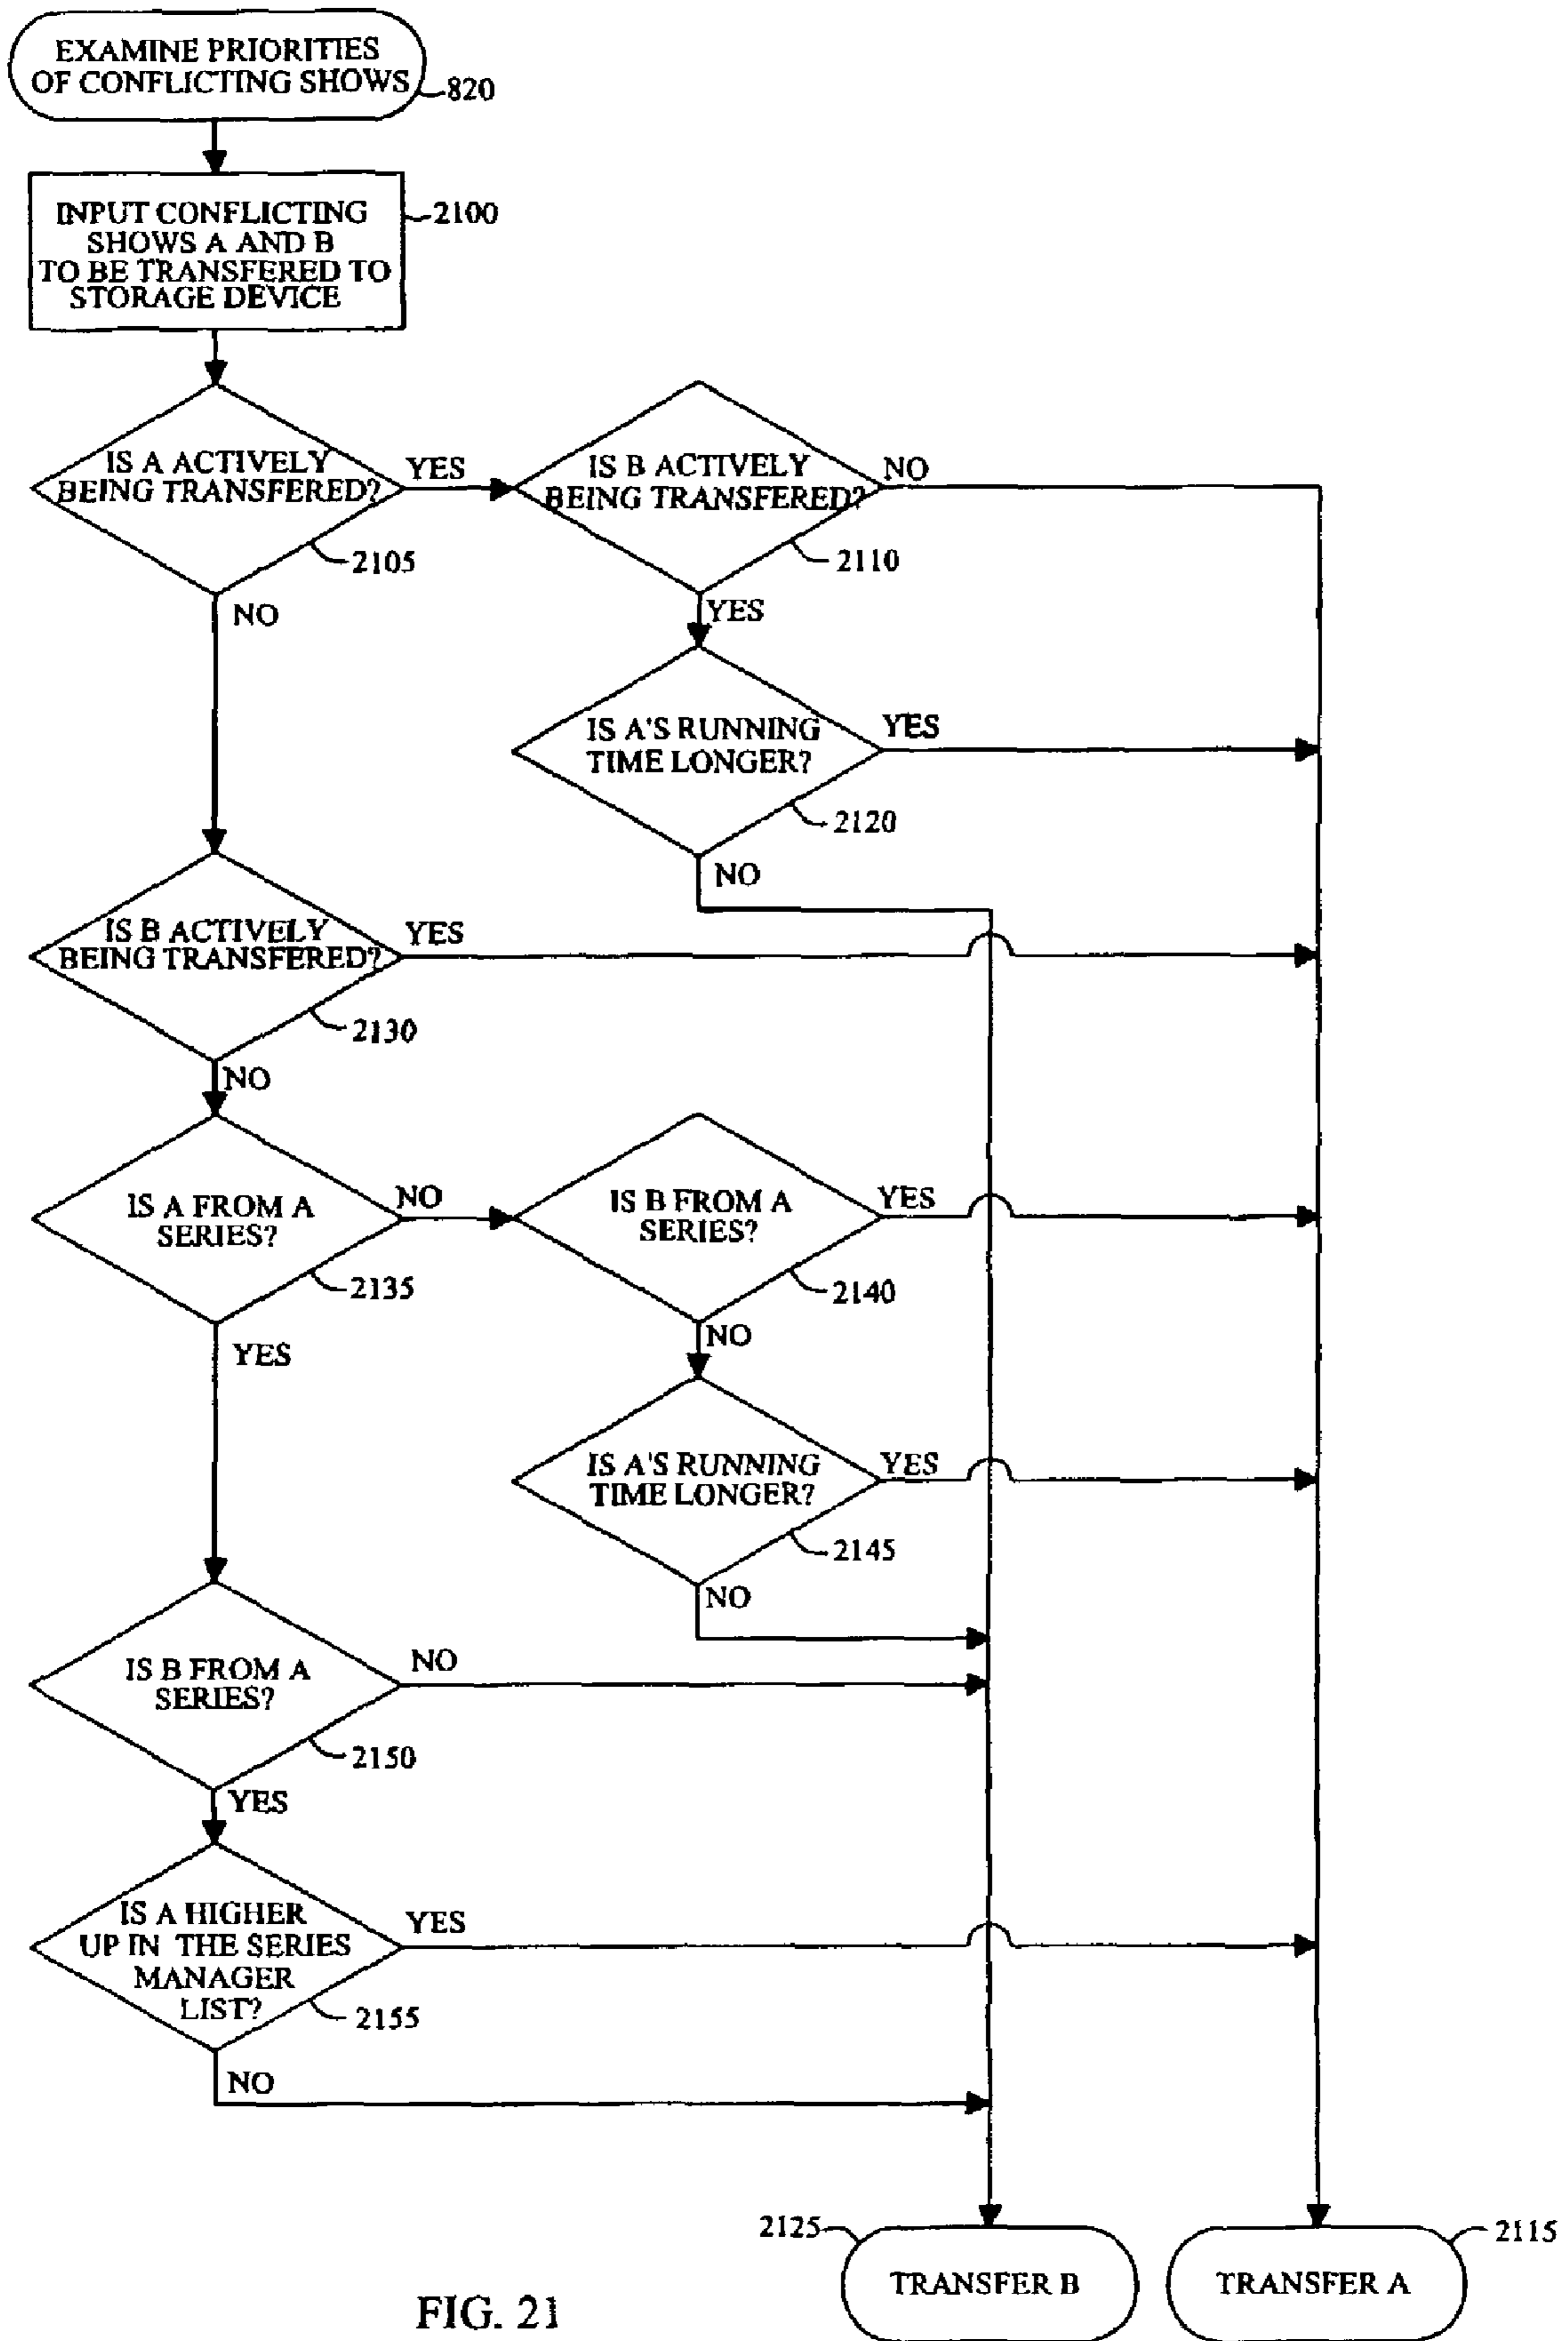 EXAMINE PRIORITIES
OF CONFLICTING SHOWS
820
INPUT CONFLICTING
SHOWS A AND B
TO BE TRANSFERED TO
STORAGE DEVICE
2100
IS A ACTIVELY
BEING TRANSFERED?
YES
2105
NO
IS B ACTIVELY
BEING TRANSFERED?
NO
2110
YES
IS A'S RUNNING
TIME LONGER?
YES
2120
NO
IS B ACTIVELY
BEING TRANSFERED?
YES
2130
NO
IS A FROM A
SERIES?
NO
2135
YES
IS B FROM A
SERIES?
YES
2140
NO
IS A'S RUNNING
TIME LONGER?
YES
2145
NO
IS B FROM A
SERIES?
NO
2150
YES
IS A HIGHER
UP IN THE SERIES
MANAGER
LIST?
YES
2155
NO
2125
TRANSFER B
2115
TRANSFER A
FIG. 21